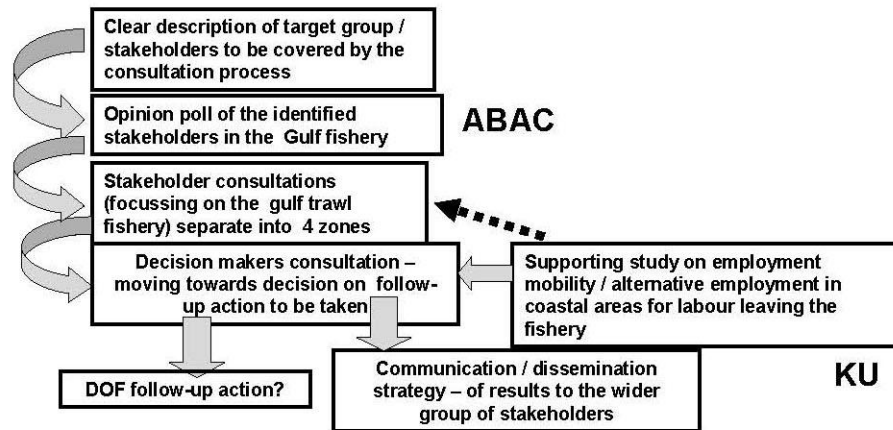 Clear description of target group /
stakeholders to be covered by the
consultation process
Opinion poll of the identified
stakeholders in the Gulf fishery
ABAC
Stakeholder consultations
(focussing on the gulf trawl
fishery) separate into 4 zones
Decision makers consultation –
moving towards decision on follow-
up action to be taken
Supporting study on employment
mobility / alternative employment in
coastal areas for labour leaving the
fishery
KU
DOF follow-up action?
Communication / dissemination
strategy – of results to the wider
group of stakeholders